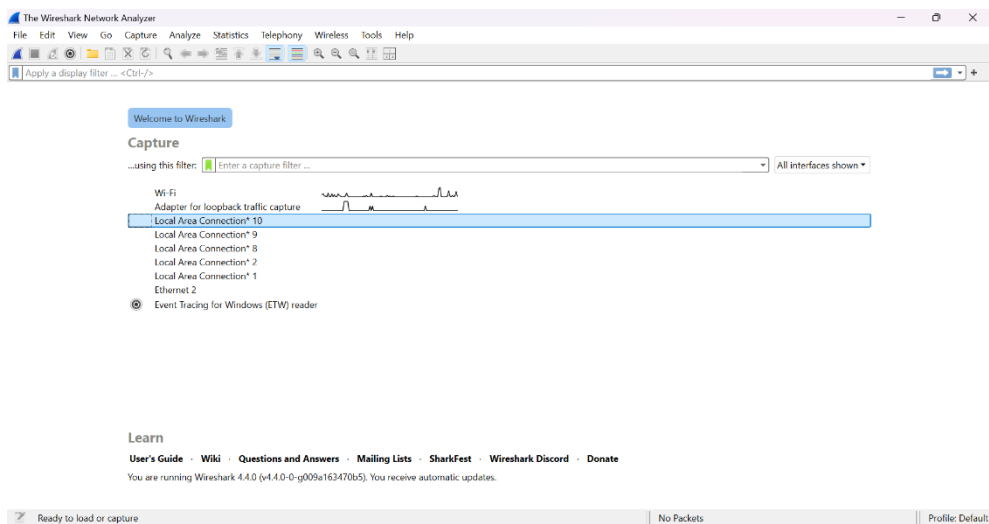 The Wireshark Network Analyzer
File Edit View Go Capture Analyze Statistics Telephony Wireless Tools Help
Apply a display filter ... <Ctrl-/>
Welcome to Wireshark
Capture
...using this filter: Enter a capture filter ... All interfaces shown
Wi-Fi
Adapter for loopback traffic capture
Local Area Connection* 10
Local Area Connection* 9
Local Area Connection* 8
Local Area Connection* 2
Local Area Connection* 1
Ethernet 2
Event Tracing for Windows (ETW) reader
Learn
User's Guide · Wiki · Questions and Answers · Mailing Lists · SharkFest · Wireshark Discord · Donate
You are running Wireshark 4.4.0 (v4.4.0-0-g009a163470b5). You receive automatic updates.
Ready to load or capture No Packets Profile: Default